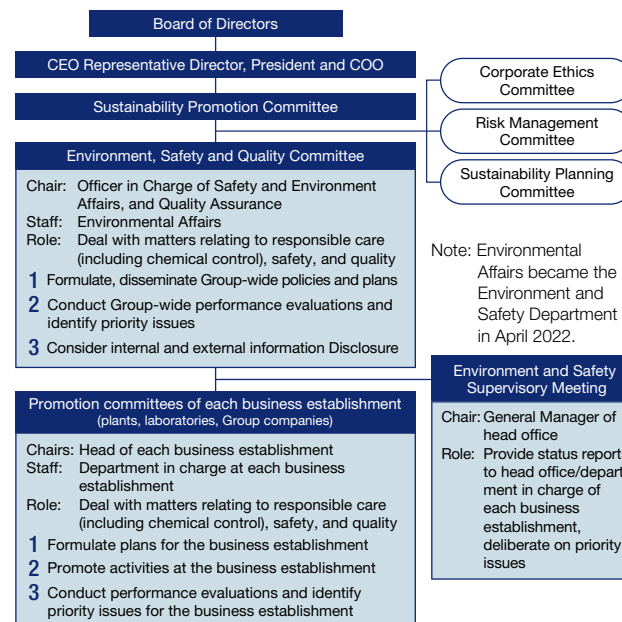 Board of Directors
CEO Representative Director, President and COO
Sustainability Promotion Committee
Corporate Ethics
Committee
Risk Management
Committee
Sustainability Planning
Committee
Environment, Safety and Quality Committee
Chair: Officer in Charge of Safety and Environment
Affairs, and Quality Assurance
Staff: Environmental Affairs
Role: Deal with matters relating to responsible care
(including chemical control), safety, and quality
1 Formulate, disseminate Group-wide policies and plans
2 Conduct Group-wide performance evaluations and
identify priority issues
3 Consider internal and external information Disclosure
Note: Environmental
Affairs became the
Environment and
Safety Department
in April 2022.
Environment and Safety
Supervisory Meeting
Chair: General Manager of
head office
Role: Provide status report
to head office/depart
ment in charge of
each business
establishment,
deliberate on priority
issues
Promotion committees of each business establishment
(plants, laboratories, Group companies)
Chairs: Head of each business establishment
Staff: Department in charge at each business
establishment
Role: Deal with matters relating to responsible care
(including chemical control), safety, and quality
1 Formulate plans for the business establishment
2 Promote activities at the business establishment
3 Conduct performance evaluations and identify
priority issues for the business establishment